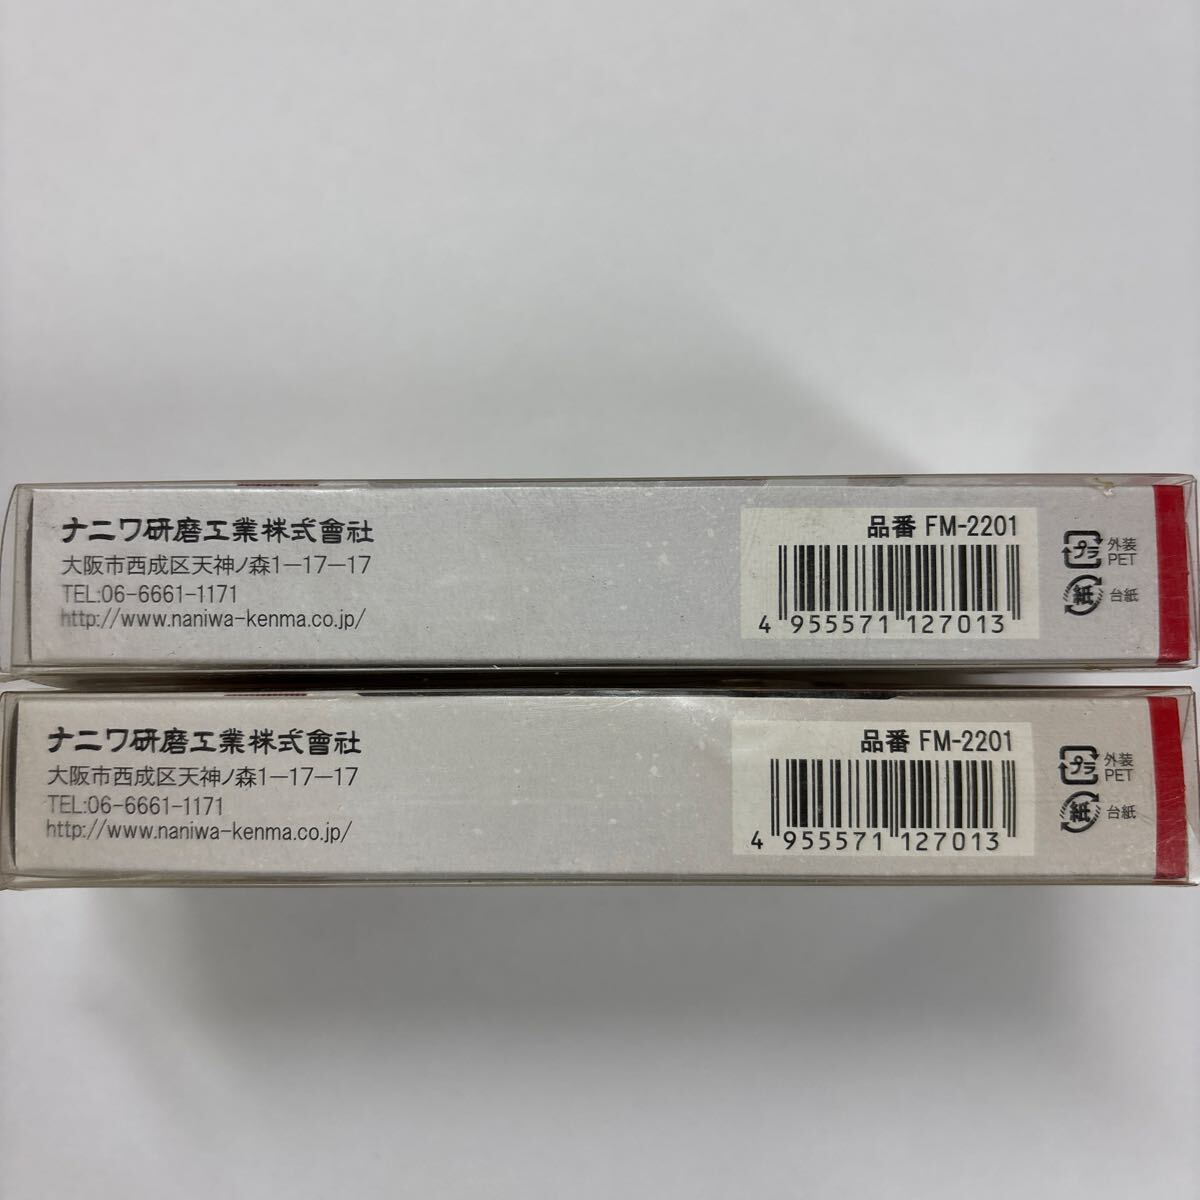 ナニワ研磨工業株式會社
大阪市西成区天神ノ森1-17-17
TEL:06-6661-1171
http://www.naniwa-kenma.co.jp/
品番 FM-2201
4 955571 127013
プラ 外装
PET
紙 台紙
ナニワ研磨工業株式會社
大阪市西成区天神ノ森1-17-17
TEL:06-6661-1171
http://www.naniwa-kenma.co.jp/
品番 FM-2201
4 955571 127013
プラ 外装
PET
紙 台紙